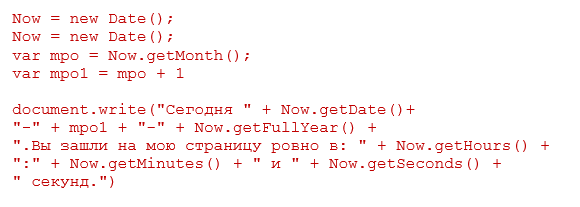 Now = new Date();
Now = new Date();
var mpo = Now.getMonth();
var mpo1 = mpo + 1
document.write("Сегодня " + Now.getDate()+
"-" + mpo1 + "-" + Now.getFullYear() +
".Вы зашли на мою страницу ровно в: " + Now.getHours() +
":" + Now.getMinutes() + " и " + Now.getSeconds() +
" секунд.")